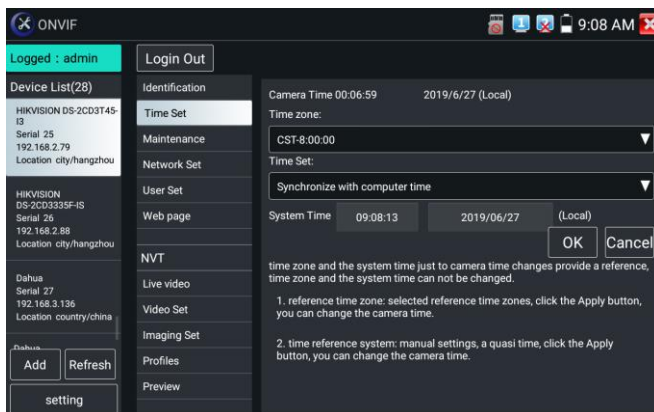 ONVIF
9:08 AM
Logged : admin
Login Out
Device List(28)
HIKVISION DS-2CD3T45-
I3
Serial 25
192.168.2.79
Location city/hangzhou
HIKVISION
DS-2CD3335F-IS
Serial 26
192.168.2.88
Location city/hangzhou
Dahua
Serial 27
192.168.3.136
Location country/china
Dahua
Add
Refresh
setting
Identification
Time Set
Maintenance
Network Set
User Set
Web page
NVT
Live video
Video Set
Imaging Set
Profiles
Preview
Camera Time 00:06:59 2019/6/27 (Local)
Time zone:
CST-8:00:00
Time Set:
Synchronize with computer time
System Time 09:08:13 2019/06/27 (Local)
OK Cancel
time zone and the system time just to camera time changes provide a reference,
time zone and the system time can not be changed.
1. reference time zone: selected reference time zones, click the Apply button,
you can change the camera time.
2. time reference system: manual settings, a quasi time, click the Apply
button, you can change the camera time.